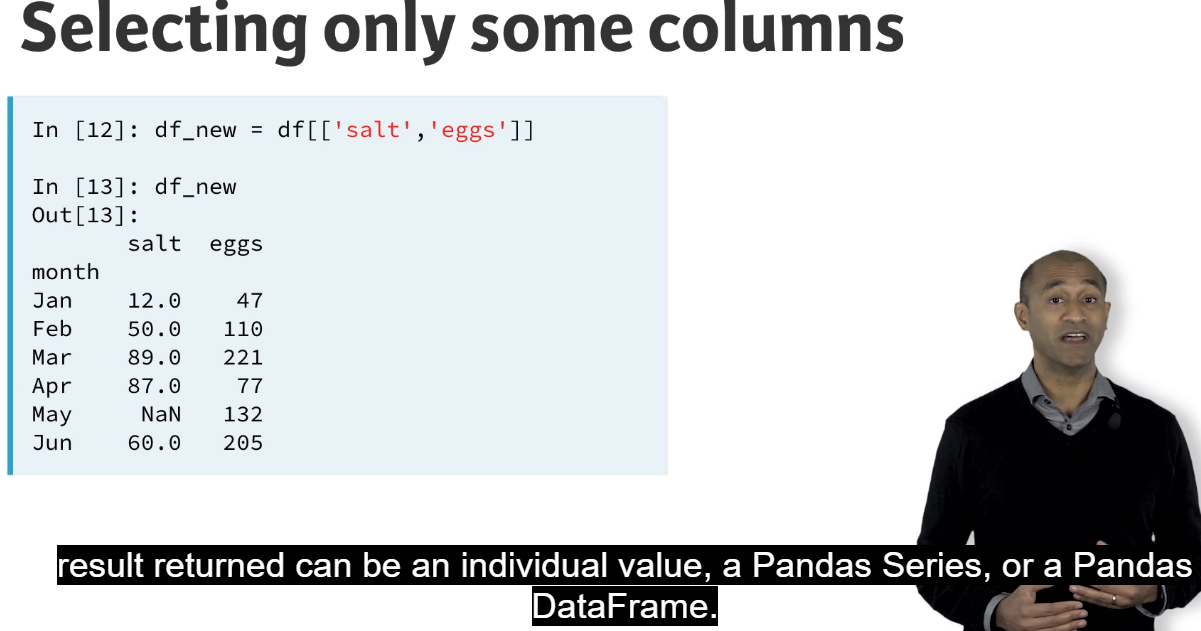 Selecting only some columns
In [12]: df_new = df[['salt','eggs']]
In [13]: df_new
Out[13]:
salt eggs
month
Jan 12.0 47
Feb 50.0 110
Mar 89.0 221
Apr 87.0 77
May NaN 132
Jun 60.0 205
result returned can be an individual value, a Pandas Series, or a Pandas
DataFrame.